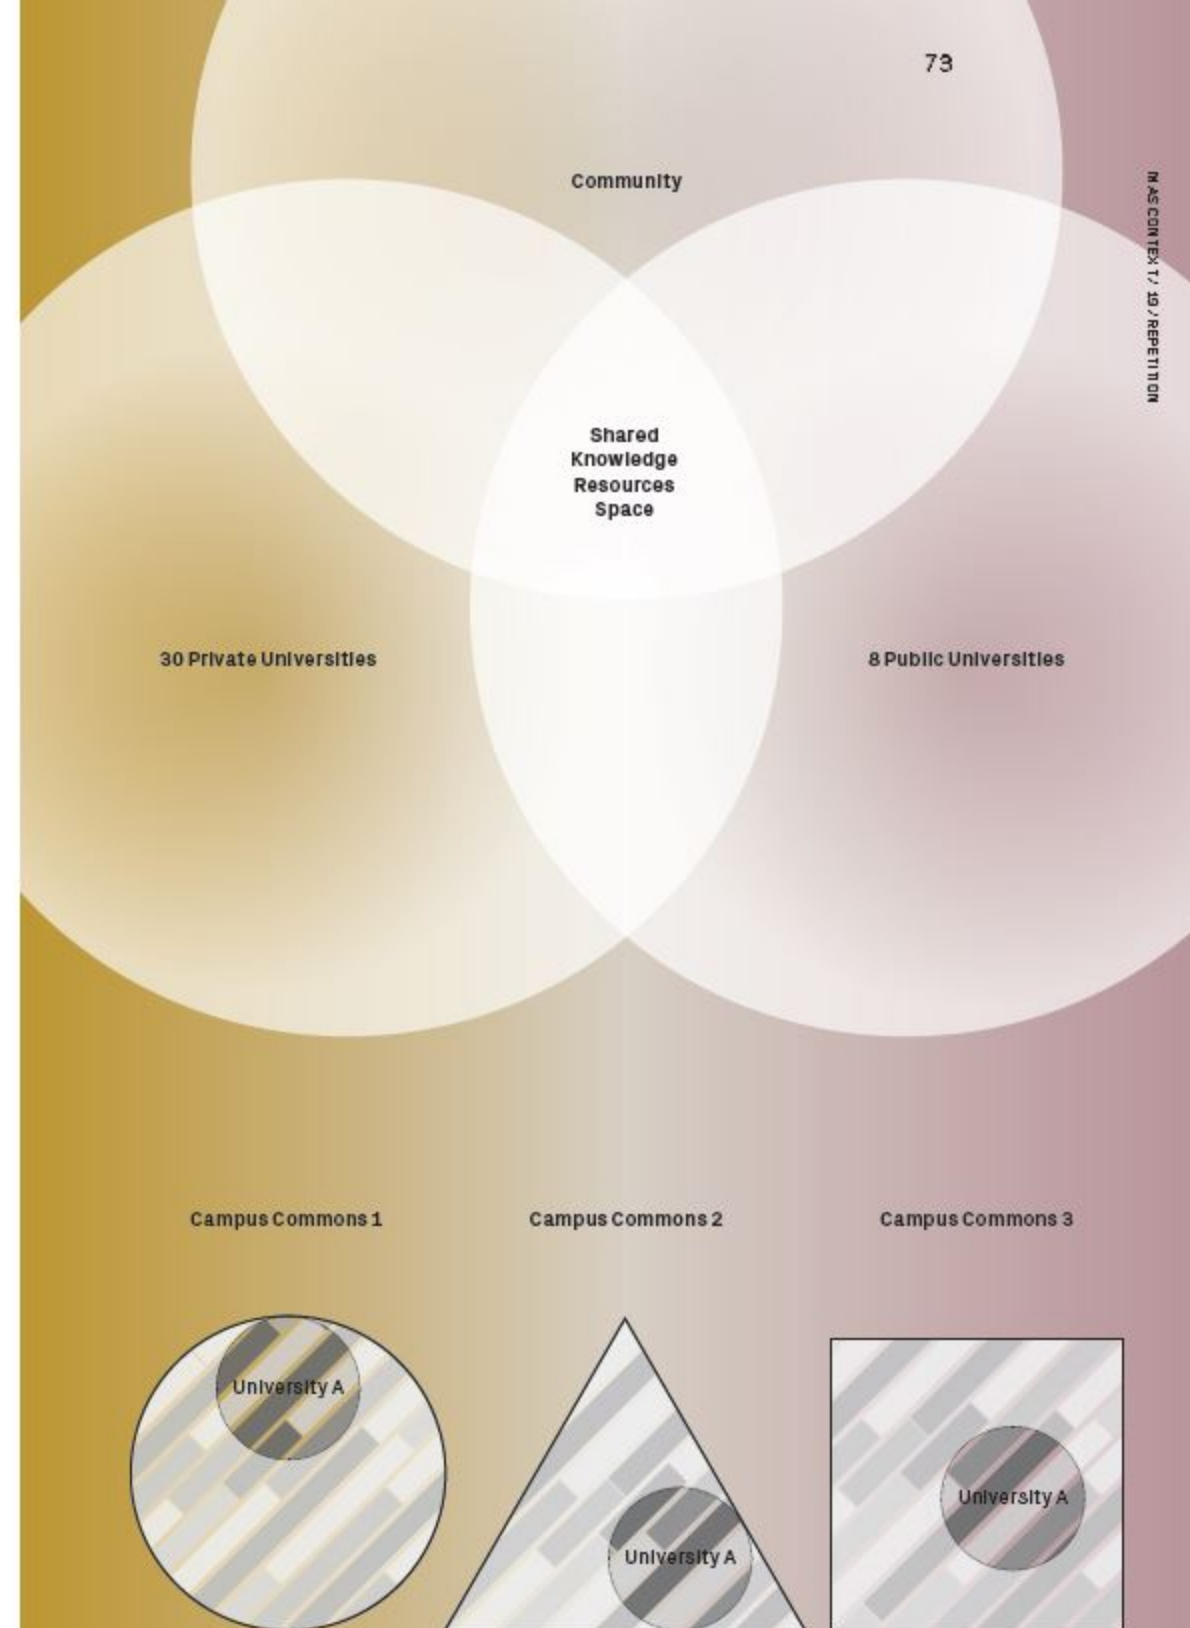 73
MAS CONTEXT / 19 / REPETITION
Community
Shared
Knowledge
Resources
Space
30 Private Universities
8 Public Universities
Campus Commons 1
Campus Commons 2
Campus Commons 3
University A
University A
University A